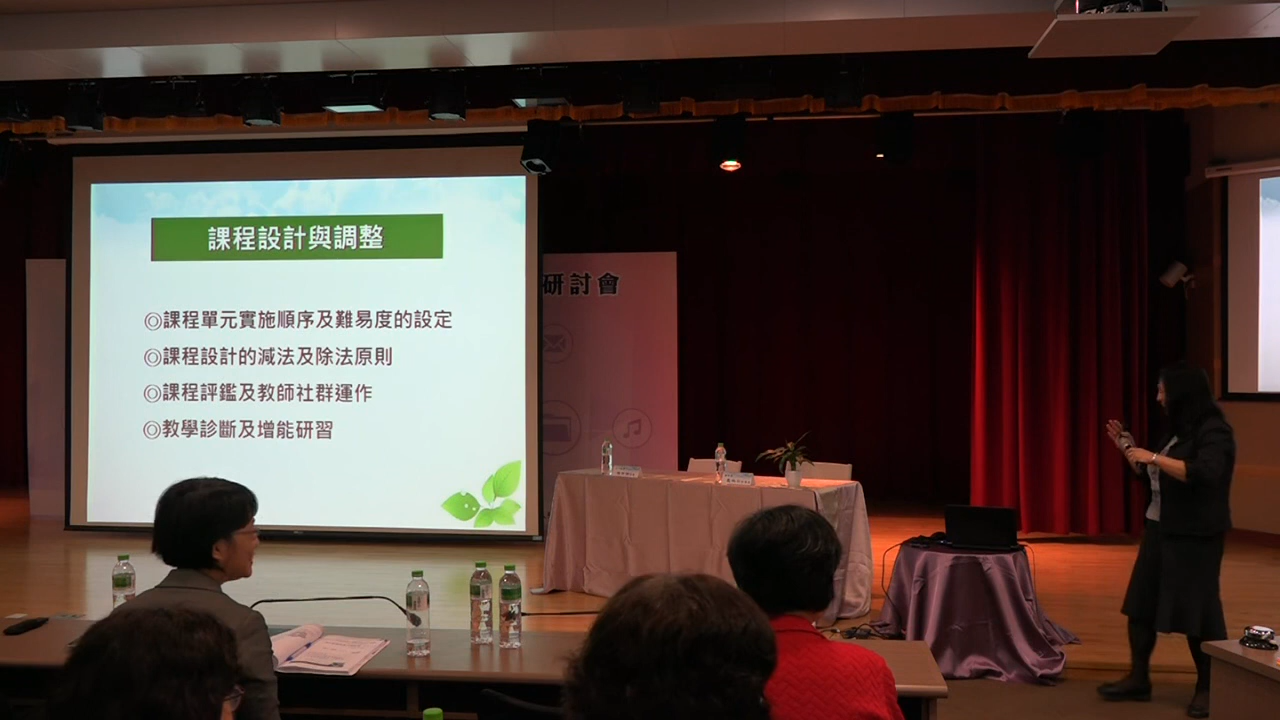 課程設計與調整
◎課程單元實施順序及難易度的設定
◎課程設計的減法及除法原則
◎課程評鑑及教師社群運作
◎教學診斷及增能研習
研討會